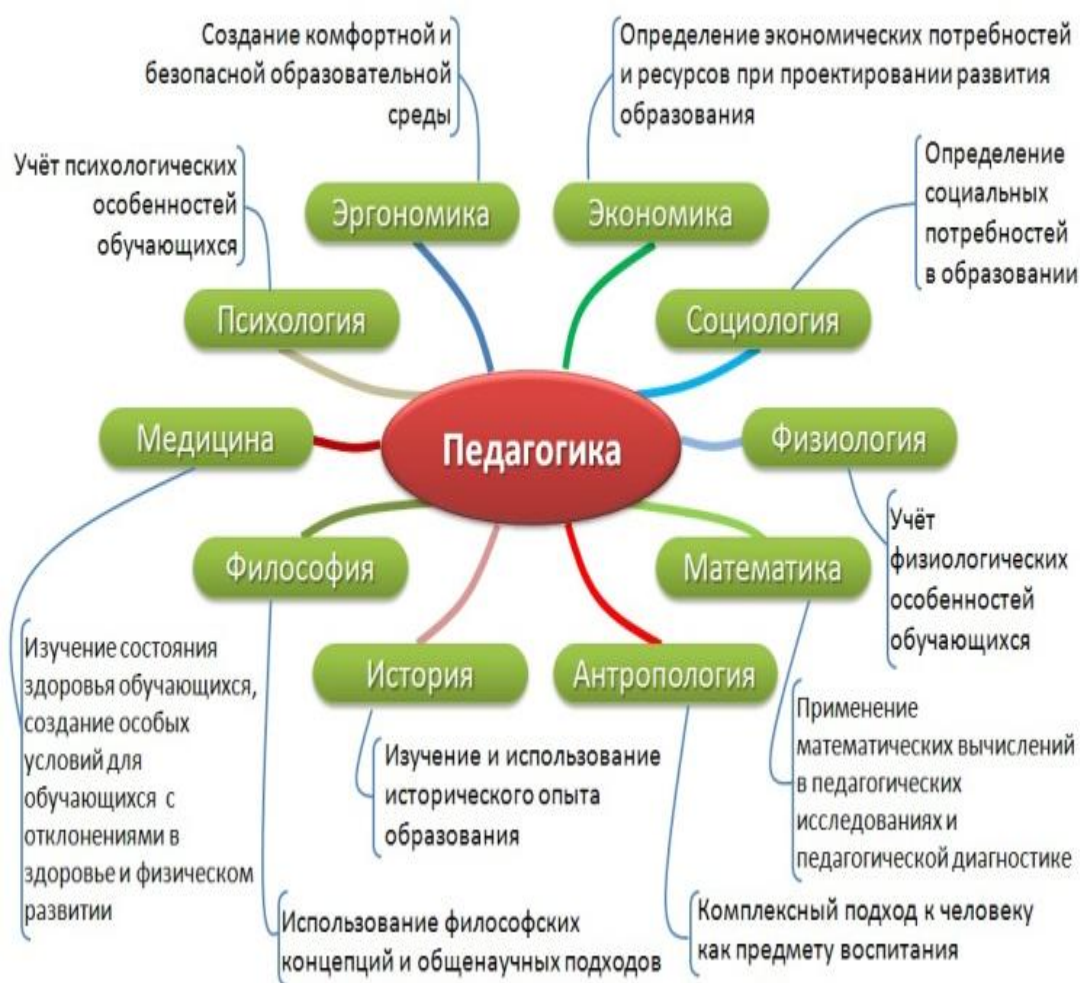 Создание комфортной и
безопасной образовательной
среды
Определение экономических потребностей
и ресурсов при проектировании развития
образования
Учёт психологических
особенностей
обучающихся
Определение
социальных
потребностей
в образовании
Эргономика
Экономика
Психология
Социология
Медицина
Педагогика
Физиология
Философия
Математика
Учёт
физиологических
особенностей
обучающихся
История
Антропология
Изучение состояния
здоровья обучающихся,
создание особых
условий для
обучающихся с
отклонениями в
здоровье и физическом
развитии
Изучение и использование
исторического опыта
образования
Применение
математических вычислений
в педагогических
исследованиях и
педагогической диагностике
Использование философских
концепций и общенаучных подходов
Комплексный подход к человеку
как предмету воспитания